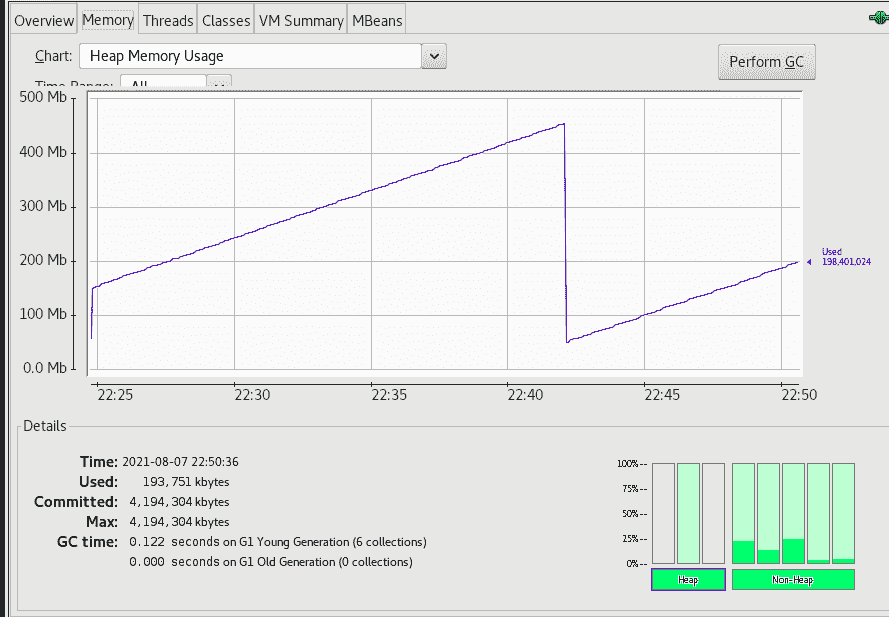 Overview Memory Threads Classes VM Summary MBeans
Chart: Heap Memory Usage Perform GC
Time Range: All
500 Mb
400 Mb
300 Mb
200 Mb
100 Mb
0.0 Mb
Used
198,401,024
22:25 22:30 22:35 22:40 22:45 22:50
Details
Time: 2021-08-07 22:50:36
Used: 193,751 kbytes
Committed: 4,194,304 kbytes
Max: 4,194,304 kbytes
GC time: 0.122 seconds on G1 Young Generation (6 collections)
0.000 seconds on G1 Old Generation (0 collections)
100%--
75%--
50%--
25%--
0%--
Heap Non-Heap